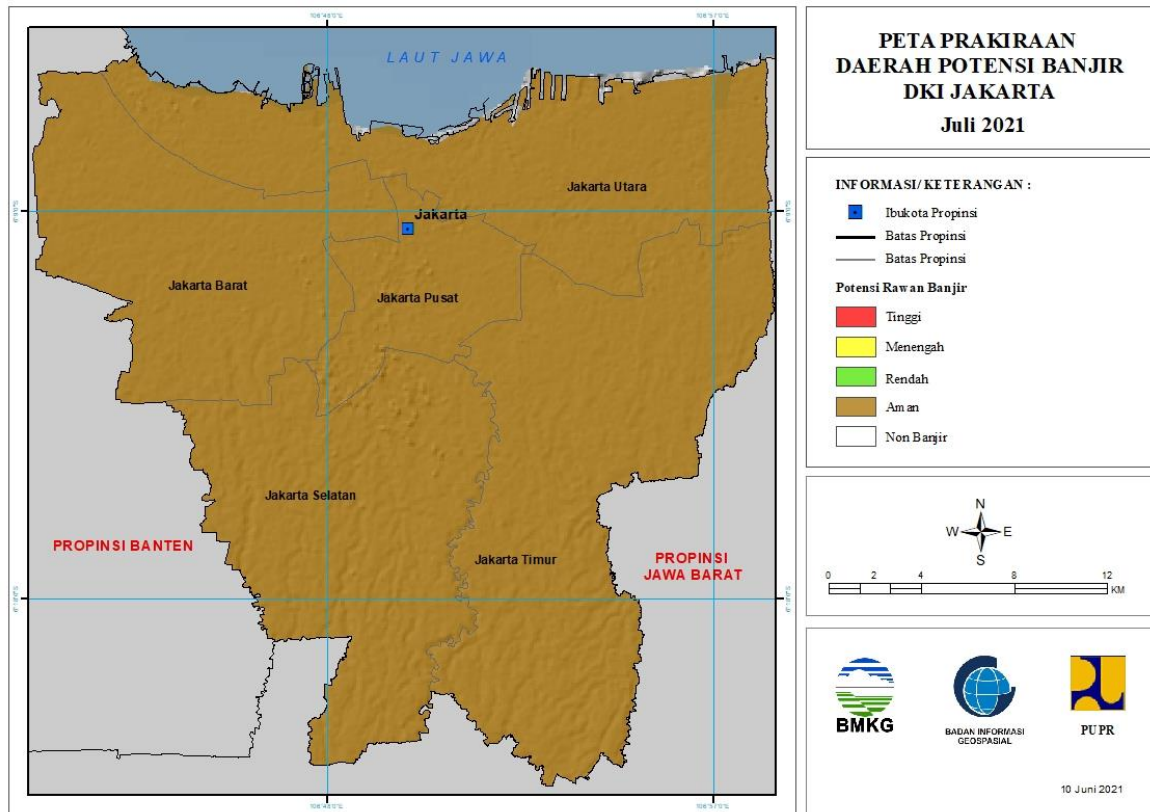 PETA PRAKIRAAN
DAERAH POTENSI BANJIR
DKI JAKARTA
Juli 2021
INFORMASI/KETERANGAN :
Ibukota Propinsi
Batas Propinsi
Batas Propinsi
Potensi Rawan Banjir
Tinggi
Menengah
Rendah
Aman
Non Banjir
N
W E
S
0 2 4 8 12
KM
BMKG
BADAN INFORMASI
GEOSPASIAL
PU PR
10 Juni 2021
LAUT JAWA
Jakarta Utara
Jakarta
Jakarta Barat
Jakarta Pusat
Jakarta Selatan
Jakarta Timur
PROPINSI BANTEN
PROPINSI
JAWA BARAT